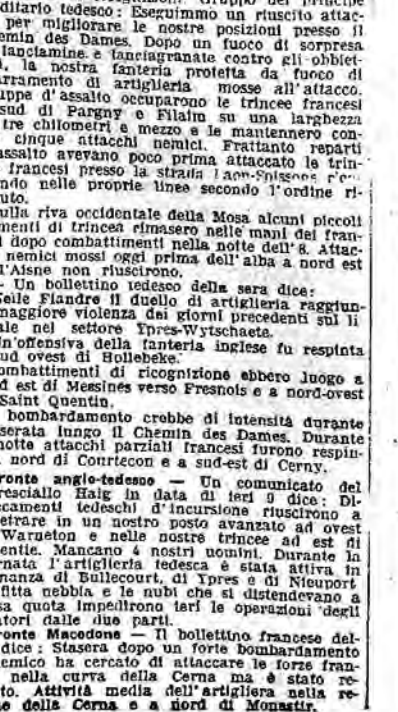 ditario tedesco: Eseguimmo un riuscito attac-
per migliorare le nostre posizioni presso il
emin des Dames. Dopo un fuoco di sorpresa
lanciamine e lanciagranate contro gli obbiet-
la nostra fanteria protetta da fuoco di
arramento di artiglieria mosse all'attacco.
uppe d'assalto occuparono le trincee francesi
sud di Pargny e Filaim su una larghezza
tre chilometri e mezzo e le mantennero con-
cinque attacchi nemici. Frattanto reparti
assalto avevano poco prima attaccato le trin-
francesi presso la strada Laon-Soissons
ndo nelle proprie linee secondo l'ordine ri-
uto.
ulla riva occidentale della Mosa alcuni piccoli
menti di trincea rimasero nelle mani dei fran-
dopo combattimenti nella notte dell'8. Attac-
nemici mossi oggi prima dell'alba a nord est
l'Aisne non riuscirono.
— Un bollettino tedesco della sera dice:
Nelle Fiandre il duello di artiglieria raggiun-
maggiore violenza dei giorni precedenti sul li
ale nel settore Ypres-Wytschaete.
Un'offensiva della fanteria inglese fu respinta
ud ovest di Hollebeke.
ombattimenti di ricognizione ebbero luogo a
d est di Messines verso Fresnois e a nord-ovest
Saint Quentin.
bombardamento crebbe di intensità durante
serata lungo il Chemin des Dames. Durante
notte attacchi parziali francesi furono respin-
nord di Courtecon e a sud-est di Cerny.
ronte anglo-tedesco — Un comunicato del
resciallo Haig in data di ieri 9 dice: Di-
ccamenti tedeschi d'incursione riuscirono a
etrare in un nostro posto avanzato ad ovest
Warneton e nelle nostre trincee ad est di
entie. Mancano 4 nostri uomini. Durante la
rnata l'artiglieria tedesca è stata attiva in
nanza di Bullecourt, di Ypres e di Nieuport
fitta nebbia e le nubi che si distendevano a
sa quota impedirono ieri le operazioni degli
atori dalle due parti.
ronte Macedone — Il bollettino francese del-
dice: Stasera dopo un forte bombardamento
emico ha cercato di attaccare le forze fran-
nella curva della Cerna ma è stato re-
to. Attività media dell'artigliera nella re-
e della Cerna e a nord di Monastir.